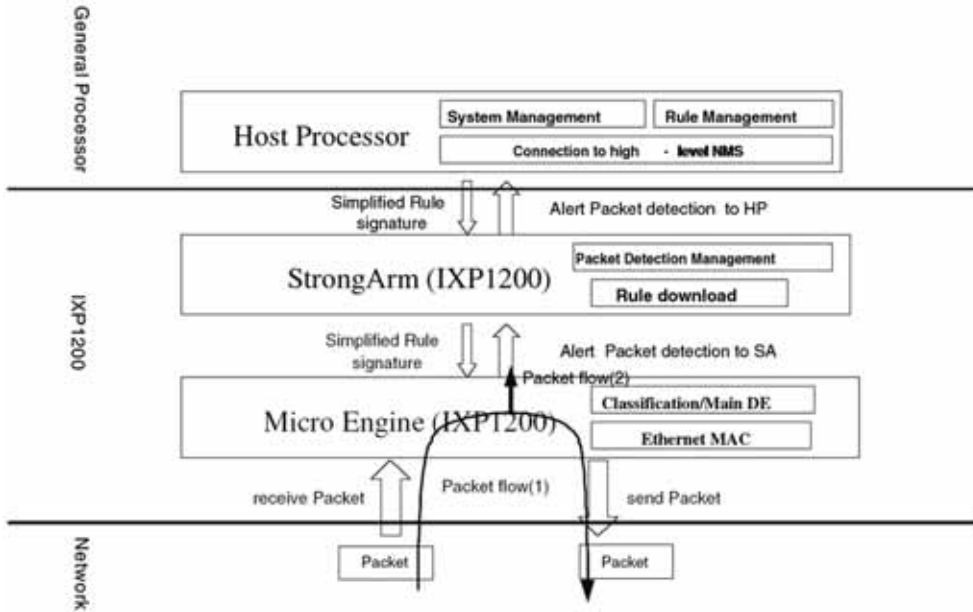 General Processor
Host Processor
System Management
Rule Management
Connection to high - level NMS
Simplified Rule
signature
Alert Packet detection to HP
IXP1200
StrongArm (IXP1200)
Packet Detection Management
Rule download
Simplified Rule
signature
Alert Packet detection to SA
Packet flow(2)
Micro Engine (IXP1200)
Classification/Main DE
Ethernet MAC
receive Packet
Packet flow(1)
send Packet
Network
Packet
Packet